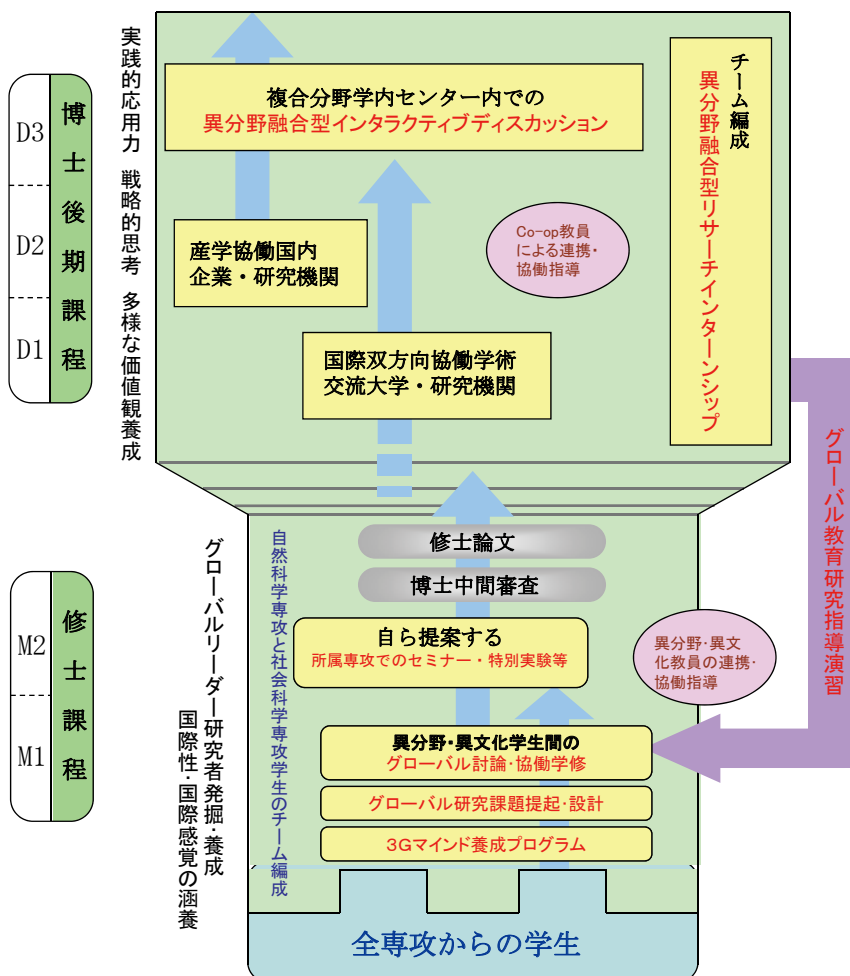 実践的応用力 戦略的思考 多様な価値観養成
D3
D2
D1
博士後期課程
複合分野学内センター内での
異分野融合型インタラクティブディスカッション
チーム編成
異分野融合型リサーチインターンシップ
産学協働国内
企業・研究機関
Co-op教員
による連携・
協働指導
国際双方向協働学術
交流大学・研究機関
グローバル教育研究指導演習
M2
M1
修士課程
グローバルリーダー研究者発掘・養成
国際性・国際感覚の涵養
自然科学専攻と社会科学専攻学生のチーム編成
修士論文
博士中間審査
自ら提案する
所属専攻でのセミナー・特別実験等
異分野・異文
化教員の連携・
協働指導
異分野・異文化学生間の
グローバル討論・協働学修
グローバル研究課題提起・設計
3Gマインド養成プログラム
全専攻からの学生